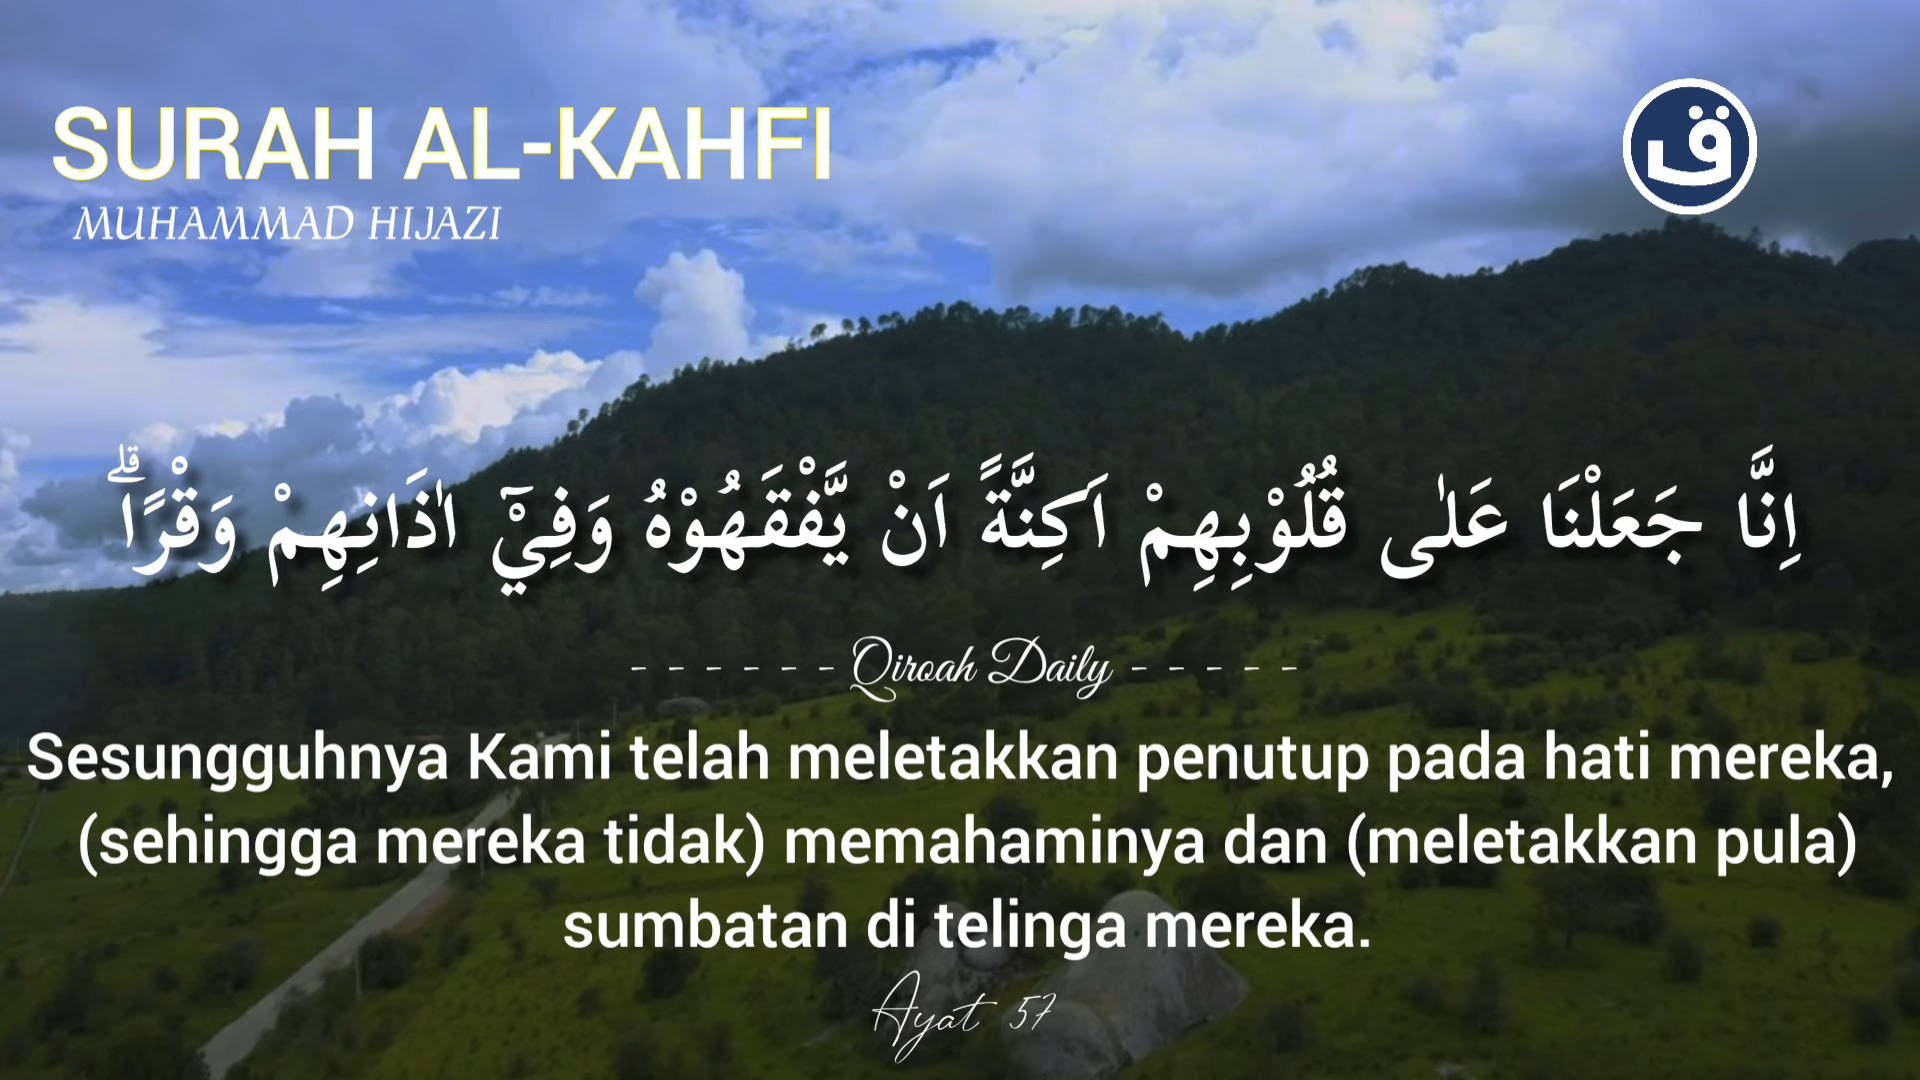 SURAH AL-KAHFI
MUHAMMAD HIJAZI
ق
اِنَّا جَعَلْنَا عَلٰى قُلُوْبِهِمْ اَكِنَّةً اَنْ يَّفْقَهُوْهُ وَفِيْٓ اٰذَانِهِمْ وَقْرًاۗ
- - - - - - Qiroah Daily - - - - -
Sesungguhnya Kami telah meletakkan penutup pada hati mereka,
(sehingga mereka tidak) memahaminya dan (meletakkan pula)
sumbatan di telinga mereka.
Ayat 57